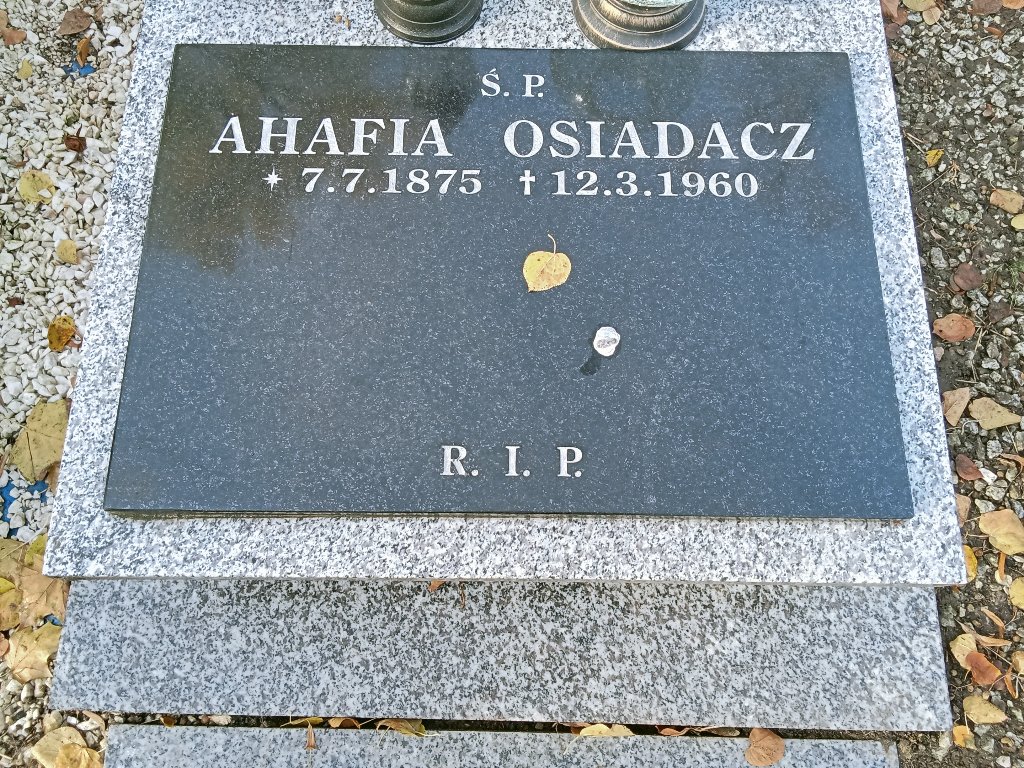 Ś. P.
AHAFIA OSIADACZ
* 7.7.1875 † 12.3.1960
R. I. P.